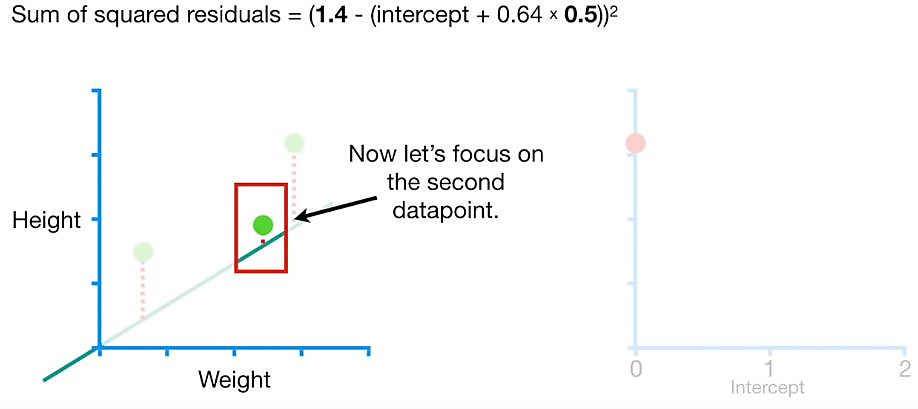 Sum of squared residuals = (1.4 - (intercept + 0.64 × 0.5))²
Now let's focus on
the second
datapoint.
Height
Weight
0
1
2
Intercept